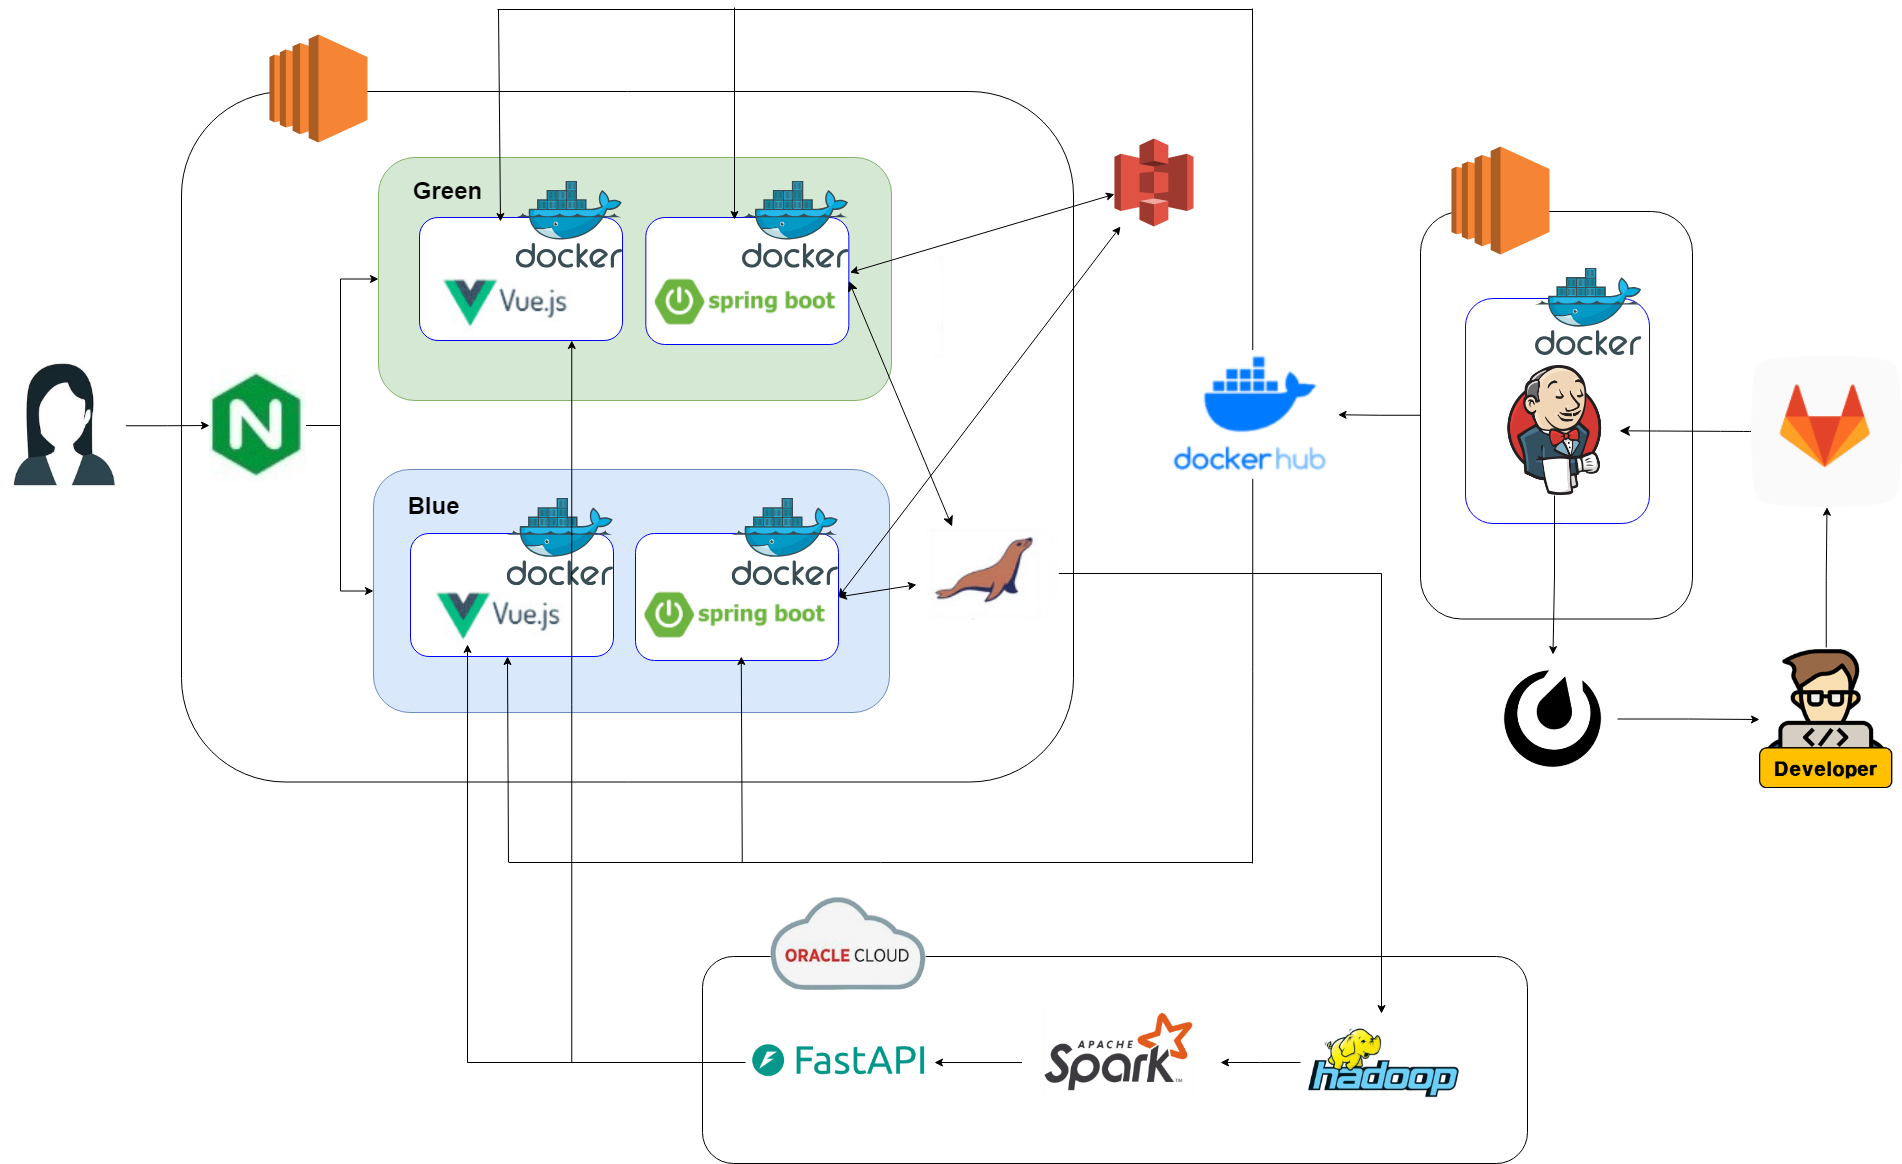 Green
docker
docker
Vue.js
spring boot
docker
docker hub
Blue
docker
docker
Vue.js
spring boot
</>
Developer
ORACLE CLOUD
FastAPI
APACHE
Spark™
hadoop